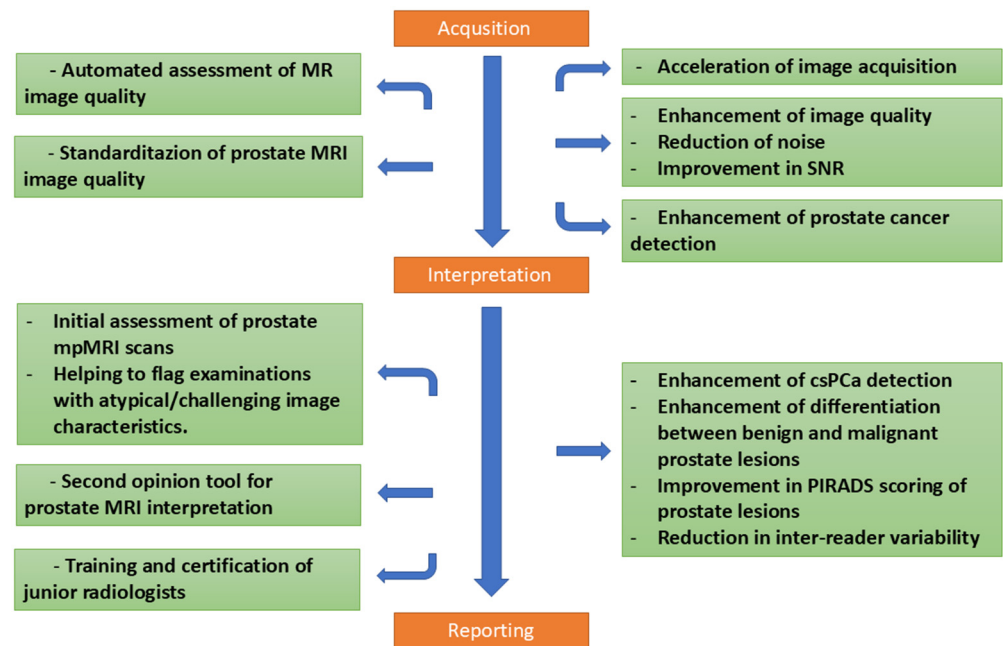 Acqusition
- Automated assessment of MR
image quality
- Standarditazion of prostate MRI
image quality
- Acceleration of image acquisition
- Enhancement of image quality
- Reduction of noise
- Improvement in SNR
- Enhancement of prostate cancer
detection
Interpretation
- Initial assessment of prostate
mpMRI scans
- Helping to flag examinations
with atypical/challenging image
characteristics.
- Second opinion tool for
prostate MRI interpretation
- Training and certification of
junior radiologists
- Enhancement of csPCa detection
- Enhancement of differentiation
between benign and malignant
prostate lesions
- Improvement in PIRADS scoring of
prostate lesions
- Reduction in inter-reader variability
Reporting